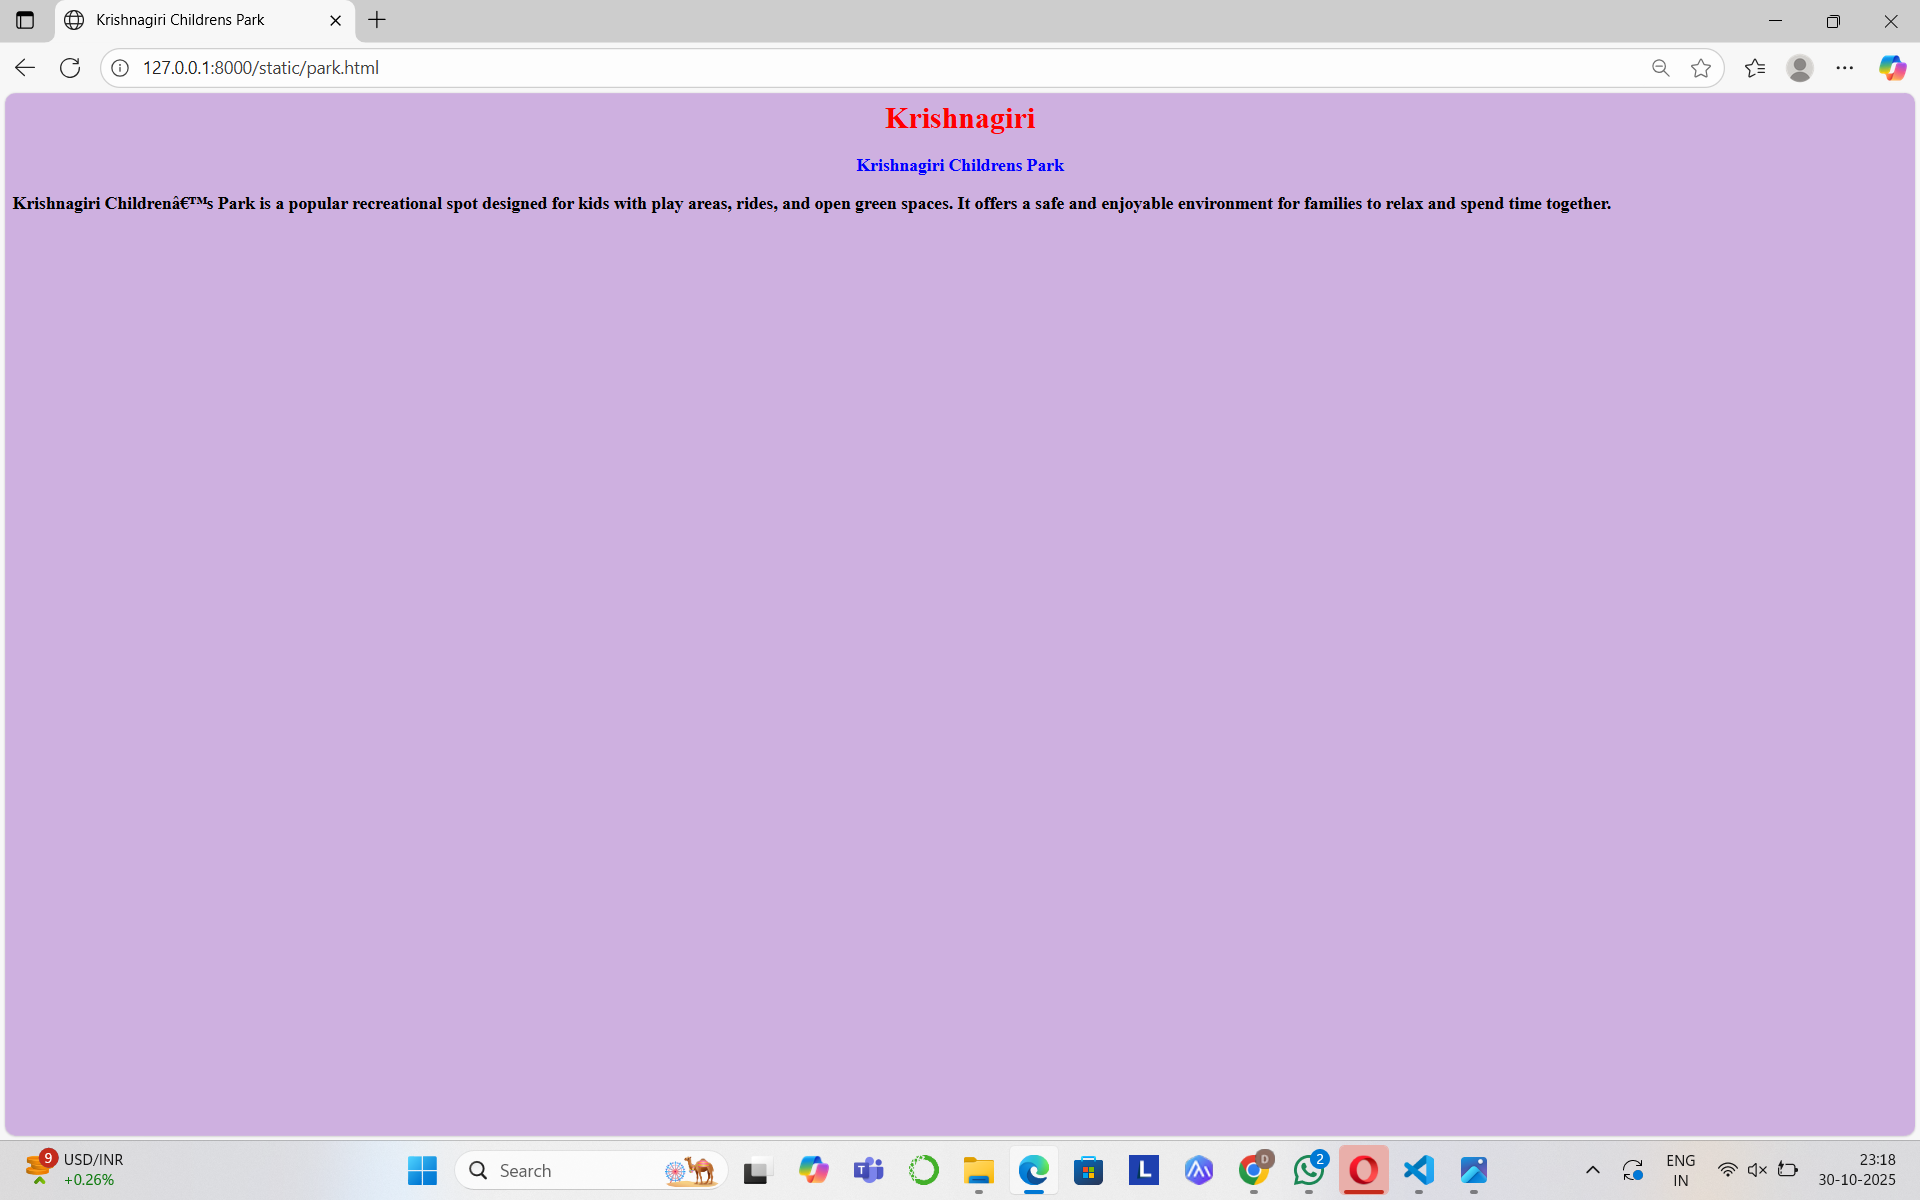 Krishnagiri Childrens Park
127.0.0.1:8000/static/park.html
Krishnagiri
Krishnagiri Childrens Park
Krishnagiri Childrenâ€™s Park is a popular recreational spot designed for kids with play areas, rides, and open green spaces. It offers a safe and enjoyable environment for families to relax and spend time together.
9
USD/INR
+0.26%
Search
T
L
D
2
ENG
IN
23:18
30-10-2025